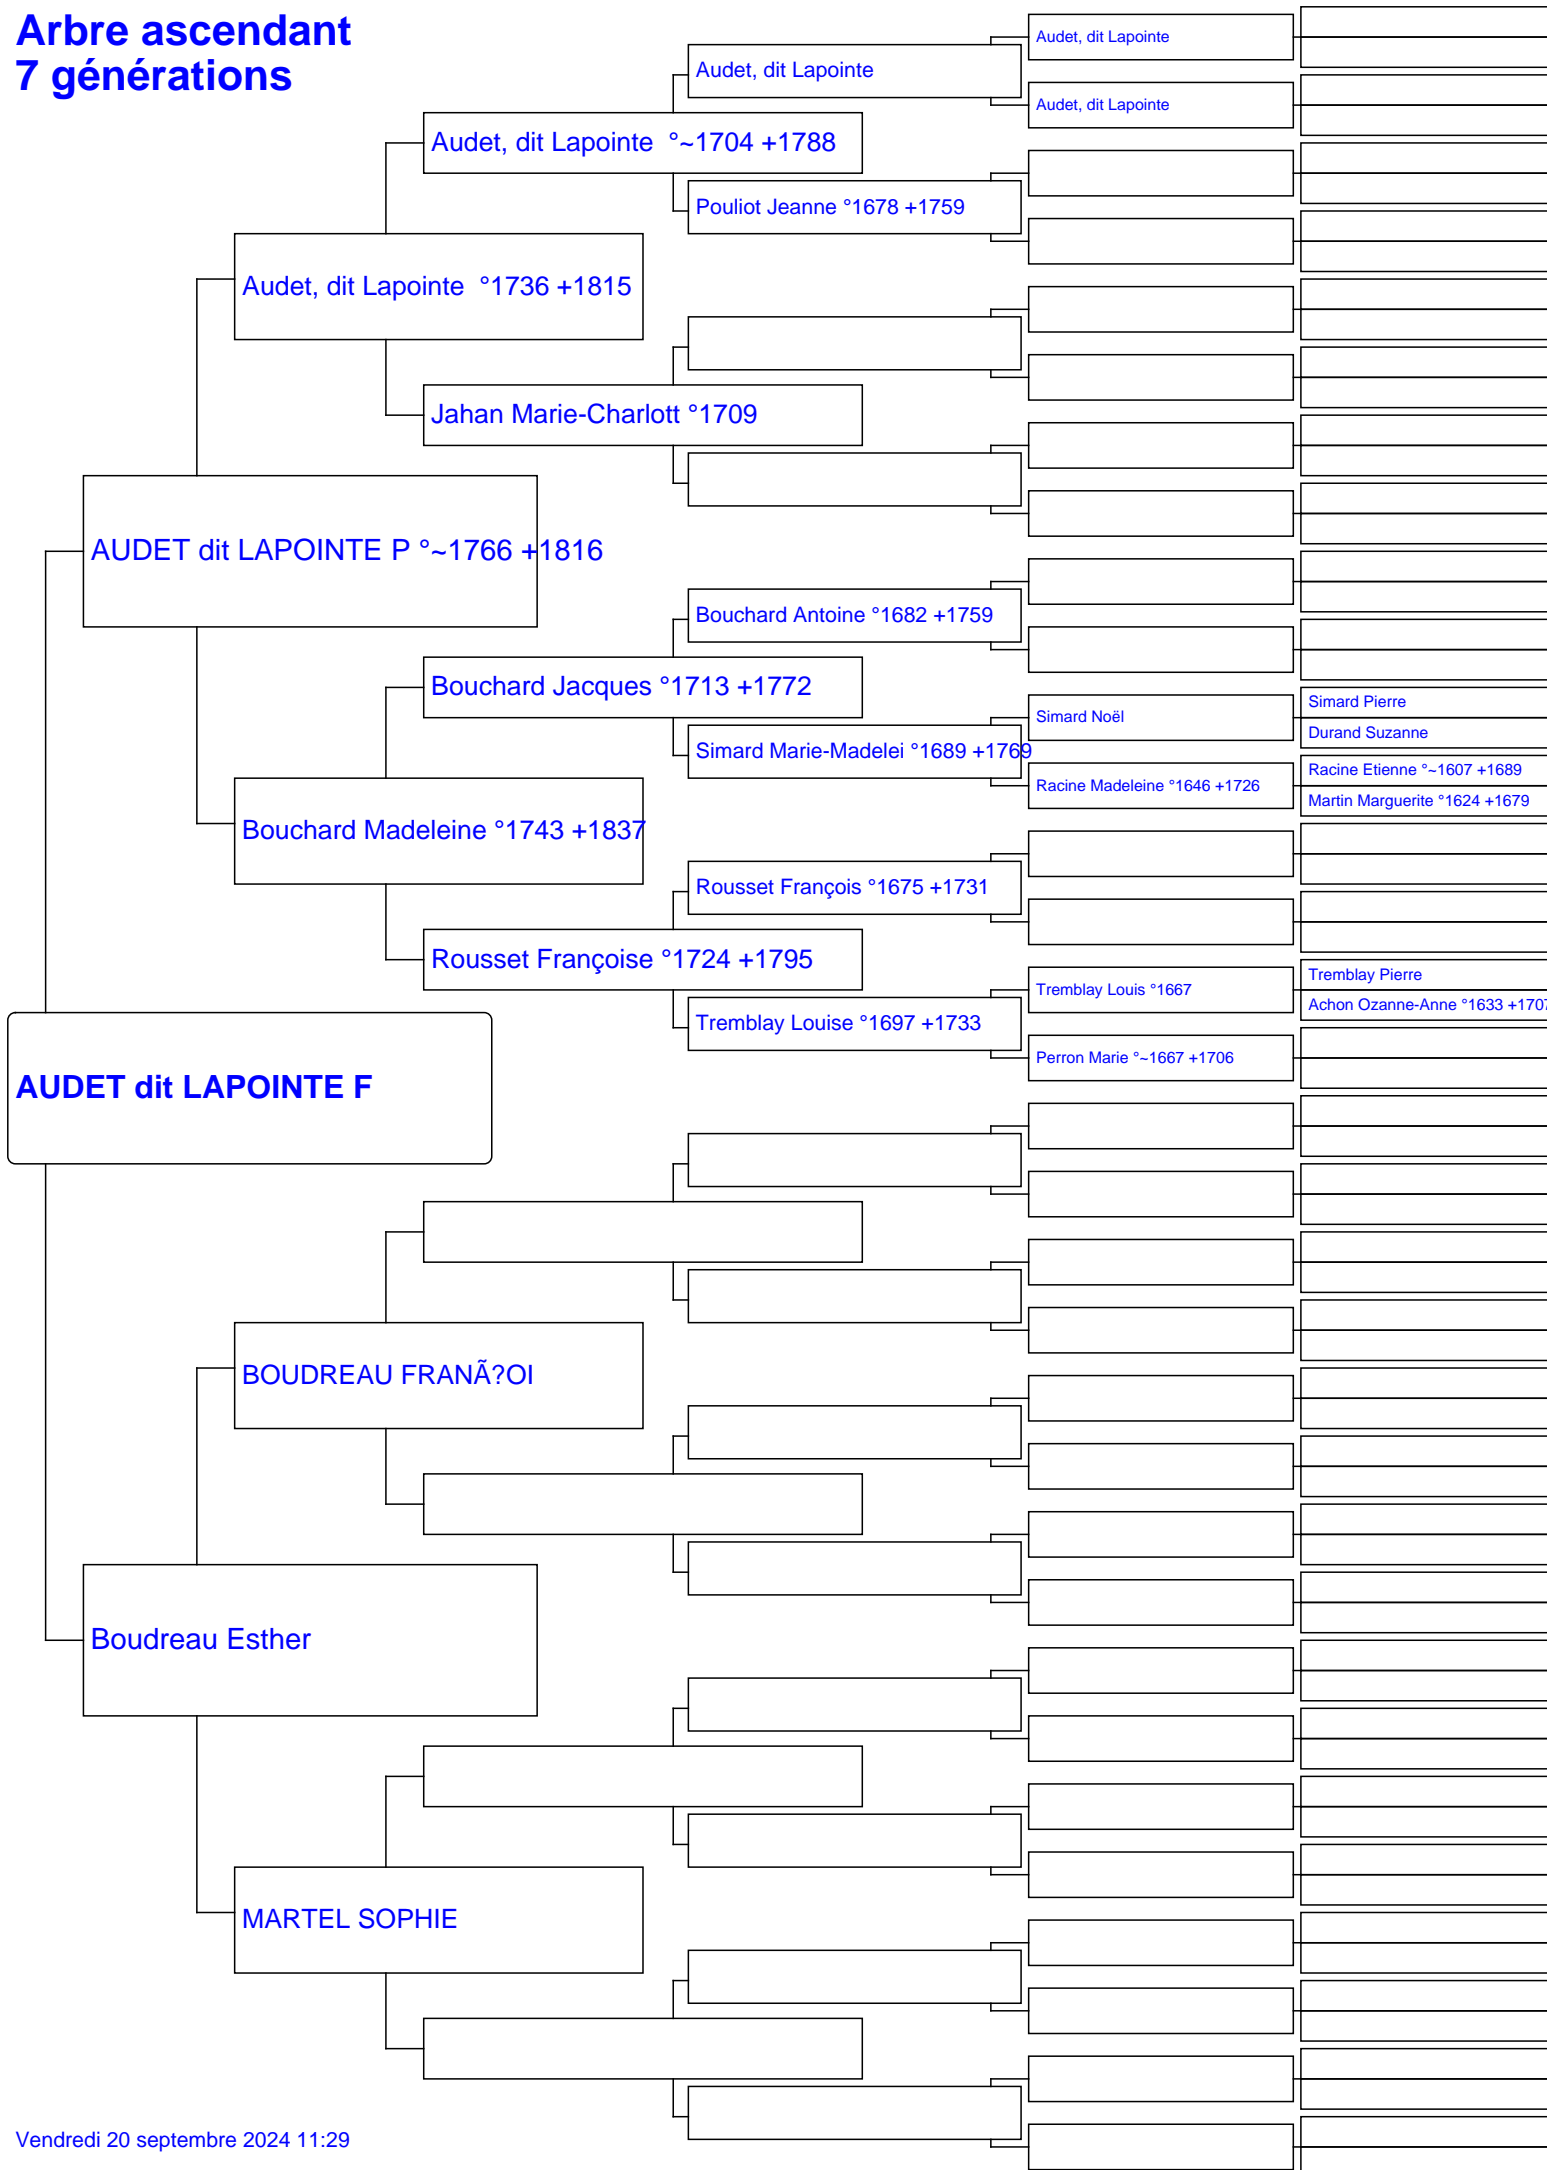 Arbre ascendant
7 générations
Audet, dit Lapointe
Audet, dit Lapointe
Audet, dit Lapointe
Audet, dit Lapointe  °~1704 +1788
Pouliot Jeanne °1678 +1759
Audet, dit Lapointe  °1736 +1815
Jahan Marie-Charlott °1709
AUDET dit LAPOINTE P °~1766 +1816
Bouchard Antoine °1682 +1759
Bouchard Jacques °1713 +1772
Simard Pierre
Simard Noël
Durand Suzanne
Simard Marie-Madelei °1689 +1769
Racine Etienne °~1607 +1689
Racine Madeleine °1646 +1726
Martin Marguerite °1624 +1679
Bouchard Madeleine °1743 +1837
Rousset François °1675 +1731
Rousset Françoise °1724 +1795
Tremblay Pierre
Tremblay Louis °1667
Achon Ozanne-Anne °1633 +1707
Tremblay Louise °1697 +1733
Perron Marie °~1667 +1706
AUDET dit LAPOINTE F
BOUDREAU FRANÃ?OI
Boudreau Esther
MARTEL SOPHIE
Vendredi 20 septembre 2024 11:29